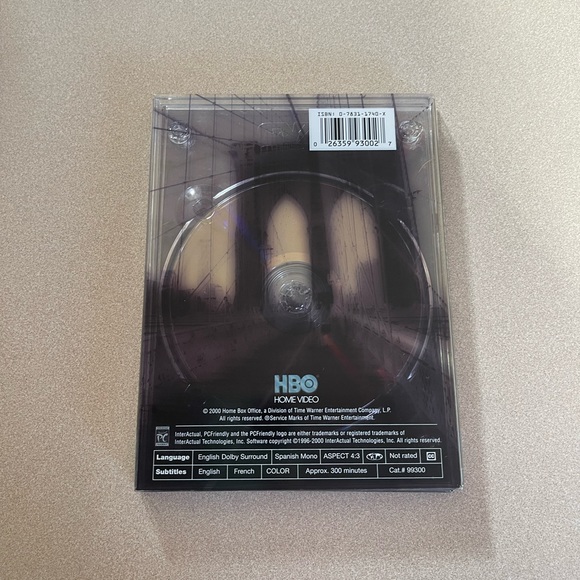 ISBN: 0-7831-1740-X
0 26359 93002 7
HBO
HOME VIDEO
© 2000 Home Box Office, a Division of Time Warner Entertainment Company, L.P.
All rights reserved. ®Service Marks of Time Warner Entertainment.
InterActual, PCFriendly and the PCFriendly logo are either trademarks or registered trademarks of
InterActual Technologies, Inc. Software copyright ©1996-2000 InterActual Technologies, Inc. All rights reserved.
Language English Dolby Surround Spanish Mono ASPECT 4:3 Not rated CC
Subtitles English French COLOR Approx. 300 minutes Cat.# 99300